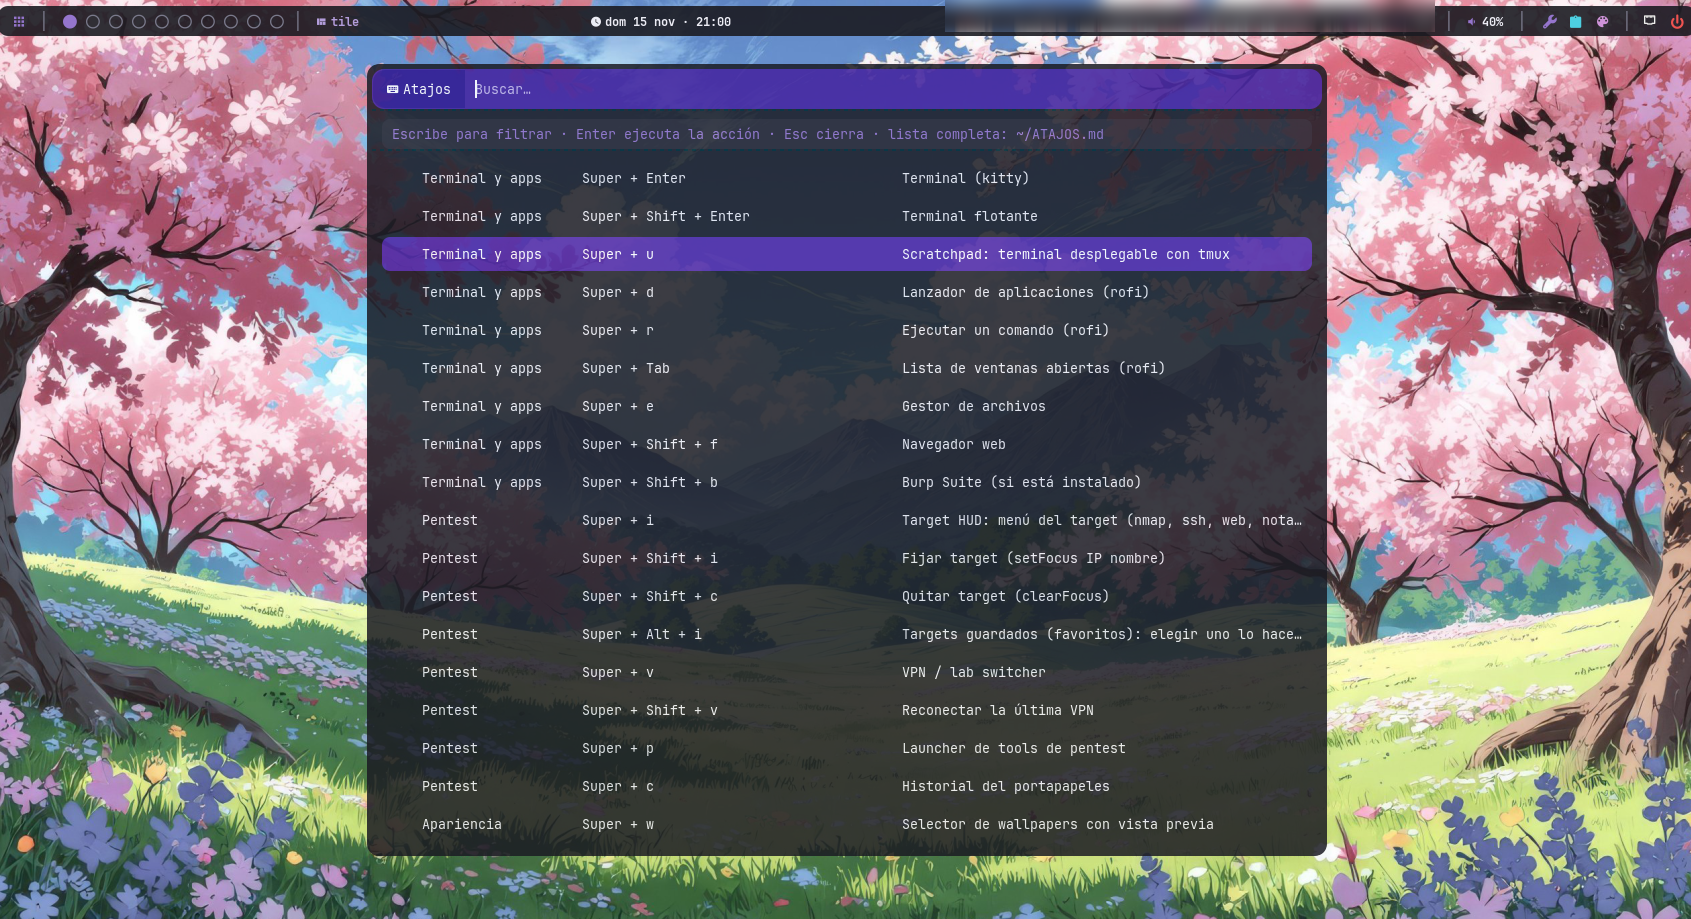 tile
dom 15 nov · 21:00
40%
Atajos
Buscar…
Escribe para filtrar · Enter ejecuta la acción · Esc cierra · lista completa: ~/ATAJOS.md
Terminal y apps Super + Enter Terminal (kitty)
Terminal y apps Super + Shift + Enter Terminal flotante
Terminal y apps Super + u Scratchpad: terminal desplegable con tmux
Terminal y apps Super + d Lanzador de aplicaciones (rofi)
Terminal y apps Super + r Ejecutar un comando (rofi)
Terminal y apps Super + Tab Lista de ventanas abiertas (rofi)
Terminal y apps Super + e Gestor de archivos
Terminal y apps Super + Shift + f Navegador web
Terminal y apps Super + Shift + b Burp Suite (si está instalado)
Pentest Super + i Target HUD: menú del target (nmap, ssh, web, nota…
Pentest Super + Shift + i Fijar target (setFocus IP nombre)
Pentest Super + Shift + c Quitar target (clearFocus)
Pentest Super + Alt + i Targets guardados (favoritos): elegir uno lo hace…
Pentest Super + v VPN / lab switcher
Pentest Super + Shift + v Reconectar la última VPN
Pentest Super + p Launcher de tools de pentest
Pentest Super + c Historial del portapapeles
Apariencia Super + w Selector de wallpapers con vista previa